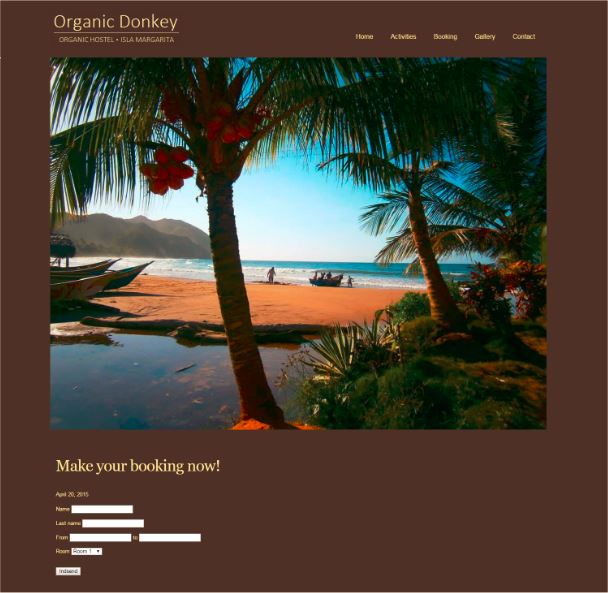 Organic Donkey
ORGANIC HOSTEL • ISLA MARGARITA
Home Activities Booking Gallery Contact
Make your booking now!
April 20, 2015
Name
Last name
From to
Room Room 1
Indsend